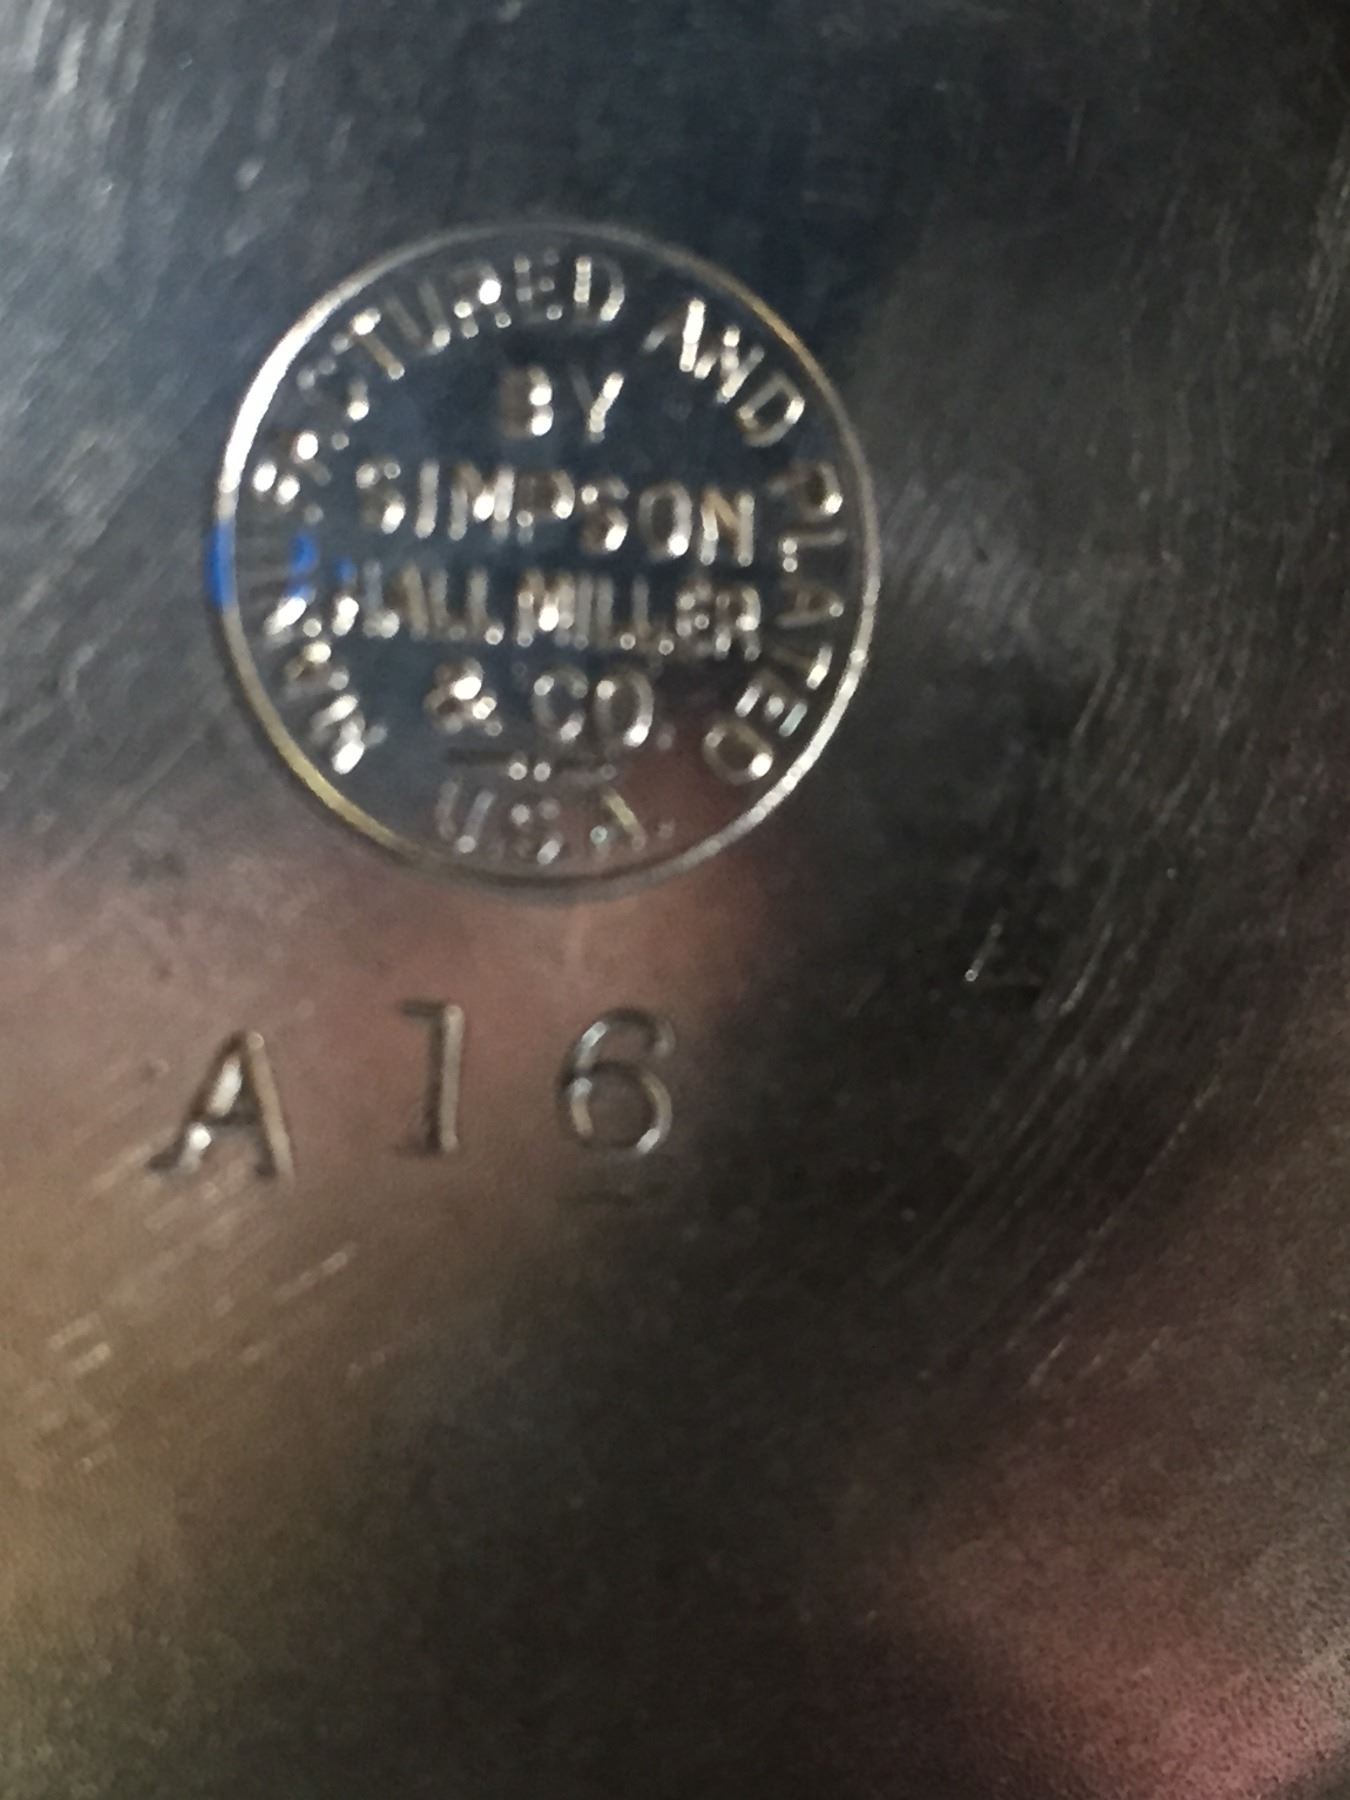 MANUFACTURED AND PLATED
BY
SIMPSON
HALL, MILLER
& CO.
U.S.A.
A16